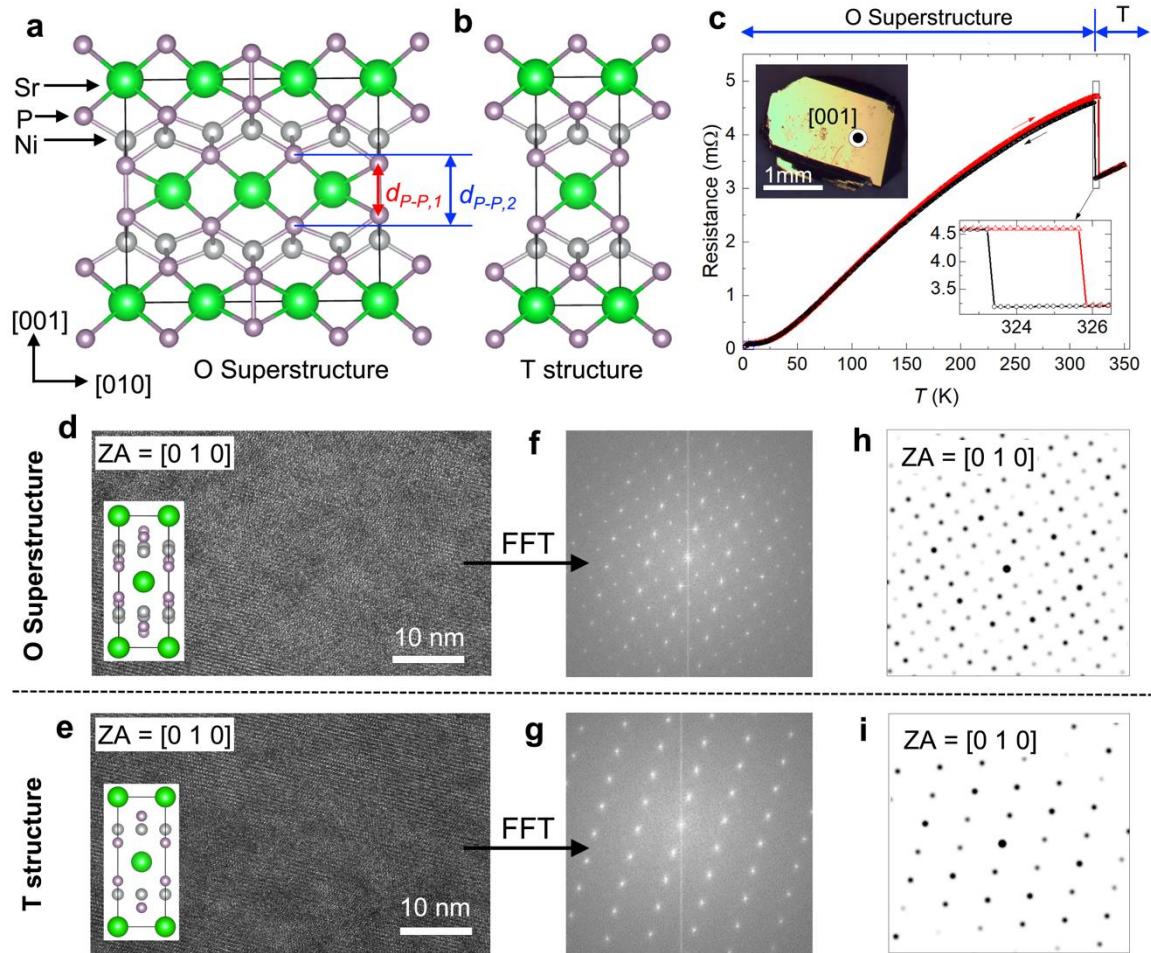 a
b
c
Sr
P
Ni
d_{P-P,1}
d_{P-P,2}
[001]
[010]
O Superstructure
T structure
O Superstructure
T
Resistance (mΩ)
5
4
3
2
1
0
[001]
1mm
4.5
4.0
3.5
324
326
0
50
100
150
200
250
300
350
T (K)
O Superstructure
d
ZA = [0 1 0]
10 nm
FFT
f
h
ZA = [0 1 0]
T structure
e
ZA = [0 1 0]
10 nm
FFT
g
i
ZA = [0 1 0]